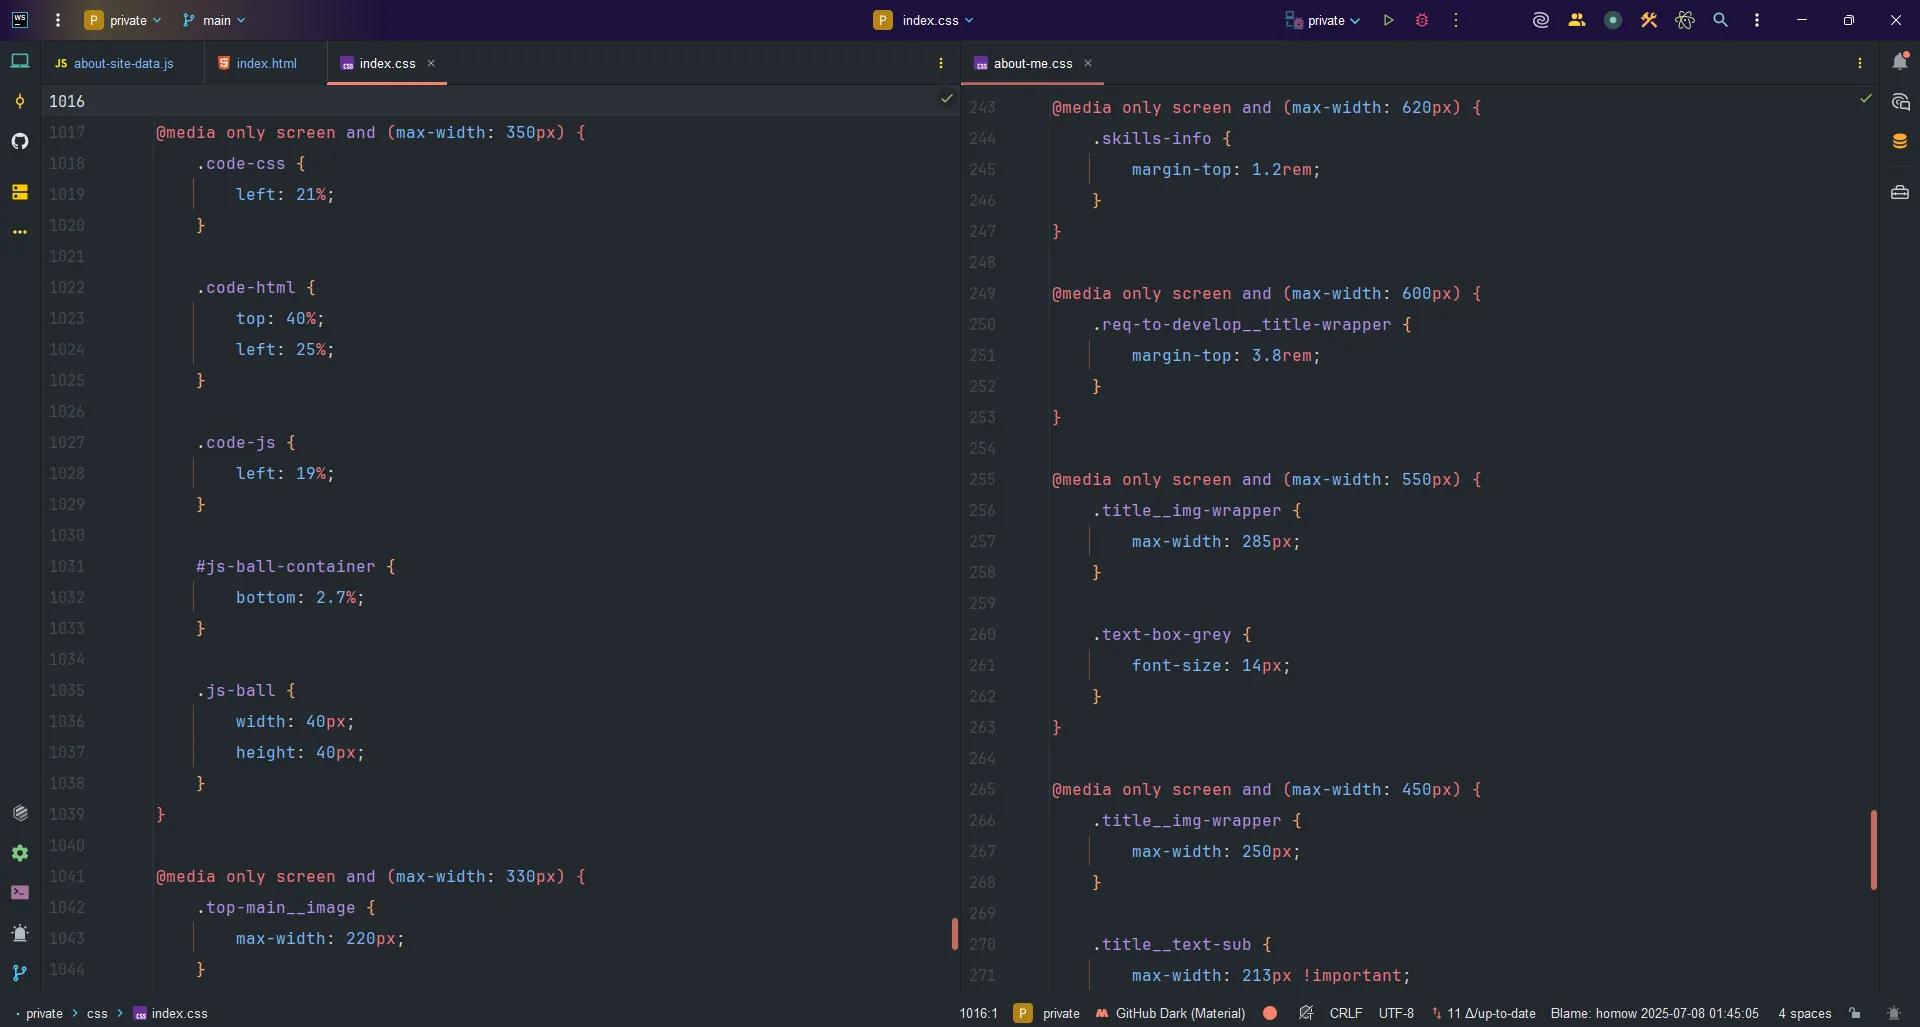 WS
P private
main
P index.css
private
JS about-site-data.js
index.html
CSS index.css
CSS about-me.css
1016
1017 @media only screen and (max-width: 350px) {
1018 .code-css {
1019 left: 21%;
1020 }
1021
1022 .code-html {
1023 top: 40%;
1024 left: 25%;
1025 }
1026
1027 .code-js {
1028 left: 19%;
1029 }
1030
1031 #js-ball-container {
1032 bottom: 2.7%;
1033 }
1034
1035 .js-ball {
1036 width: 40px;
1037 height: 40px;
1038 }
1039 }
1040
1041 @media only screen and (max-width: 330px) {
1042 .top-main__image {
1043 max-width: 220px;
1044 }
243 @media only screen and (max-width: 620px) {
244 .skills-info {
245 margin-top: 1.2rem;
246 }
247 }
248
249 @media only screen and (max-width: 600px) {
250 .req-to-develop__title-wrapper {
251 margin-top: 3.8rem;
252 }
253 }
254
255 @media only screen and (max-width: 550px) {
256 .title__img-wrapper {
257 max-width: 285px;
258 }
259
260 .text-box-grey {
261 font-size: 14px;
262 }
263 }
264
265 @media only screen and (max-width: 450px) {
266 .title__img-wrapper {
267 max-width: 250px;
268 }
269
270 .title__text-sub {
271 max-width: 213px !important;
private > css > CSS index.css
1016:1 P private GitHub Dark (Material) CRLF UTF-8 11 Δ/up-to-date Blame: homow 2025-07-08 01:45:05 4 spaces